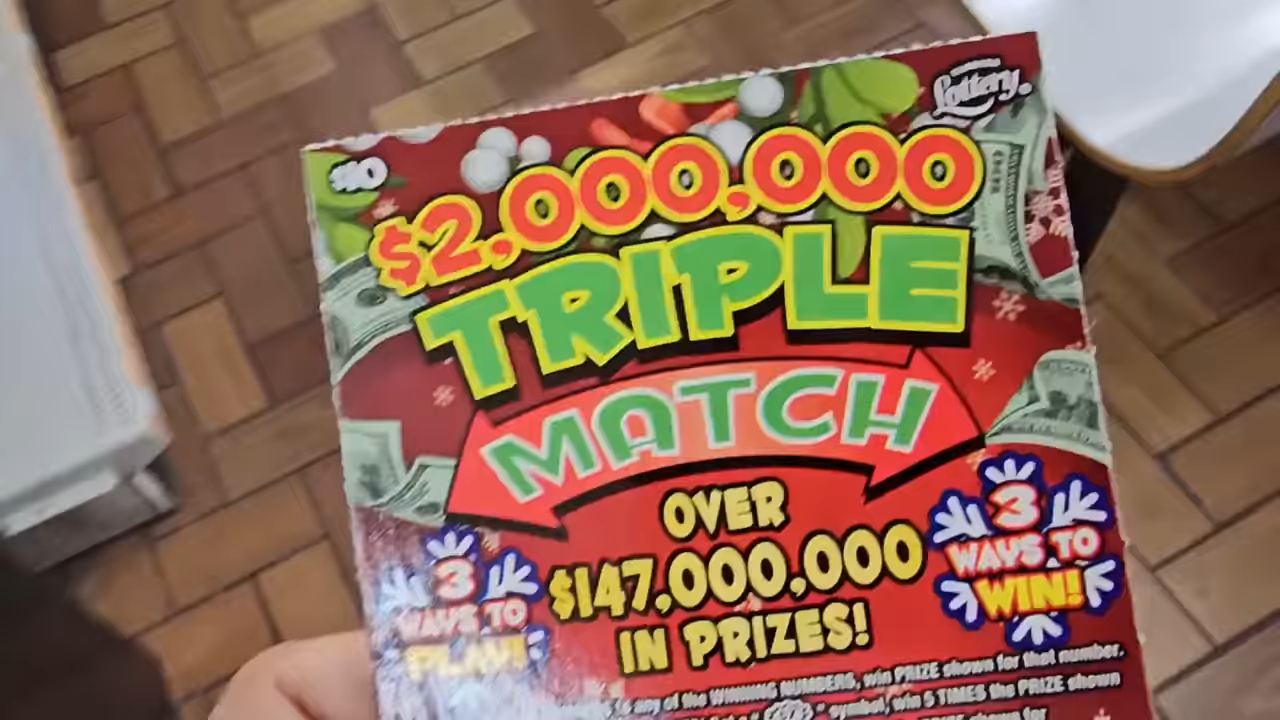 Lottery
$2,000,000
TRIPLE
MATCH
OVER
$147,000,000
IN PRIZES!
3
WAYS TO
PLAY!
3
WAYS TO
WIN!
any of the WINNING NUMBERS, win PRIZE shown for that number.
" symbol, win 5 TIMES the PRIZE shown
shown for